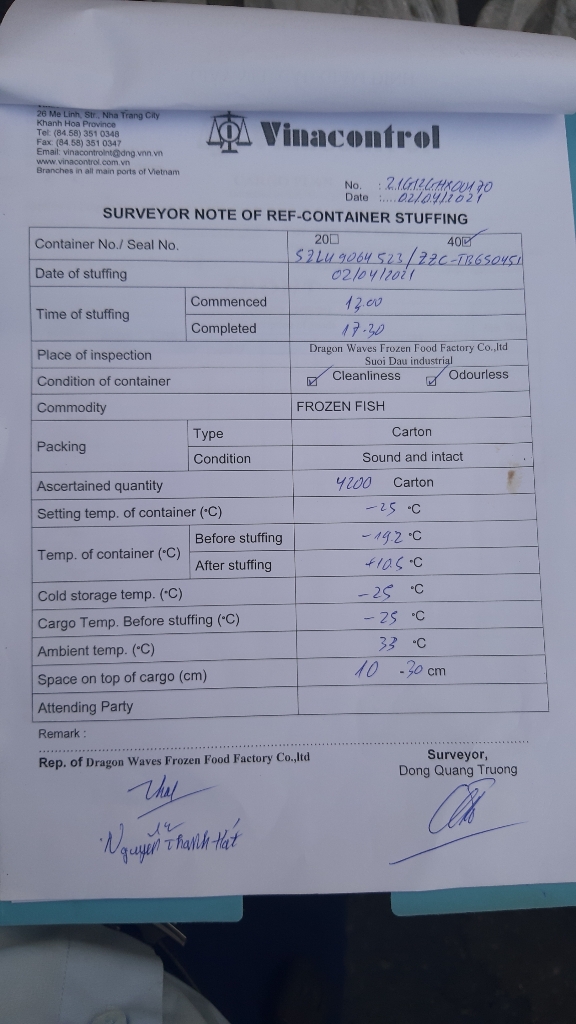 26 Me Linh, Str., Nha Trang City
Khanh Hoa Province
Tel: (84.58) 351 0348
Fax: (84.58) 351 0347
Email: vinacontrolnt@dng.vnn.vn
www.vinacontrol.com.vn
Branches in all main ports of Vietnam
Vinacontrol
No. :
Date :....02/04/2021
SURVEYOR NOTE OF REF-CONTAINER STUFFING
Container No./ Seal No. 20☐ 40☑
SZLU 9064523/ZZC-TB650451
Date of stuffing 02/04/2021
Time of stuffing Commenced 13.00
Completed 17.30
Place of inspection Dragon Waves Frozen Food Factory Co.,ltd
Suoi Dau industrial
Condition of container ☑ Cleanliness ☑ Odourless
Commodity FROZEN FISH
Packing Type Carton
Condition Sound and intact
Ascertained quantity 4200 Carton
Setting temp. of container (°C) -25 °C
Temp. of container (°C) Before stuffing -19.2 °C
After stuffing +10.5 °C
Cold storage temp. (°C) -25 °C
Cargo Temp. Before stuffing (°C) -25 °C
Ambient temp. (°C) 33 °C
Space on top of cargo (cm) 10 -30 cm
Attending Party
Remark :
Rep. of Dragon Waves Frozen Food Factory Co.,ltd
Surveyor,
Dong Quang Truong
Nguyễn Thanh Hát